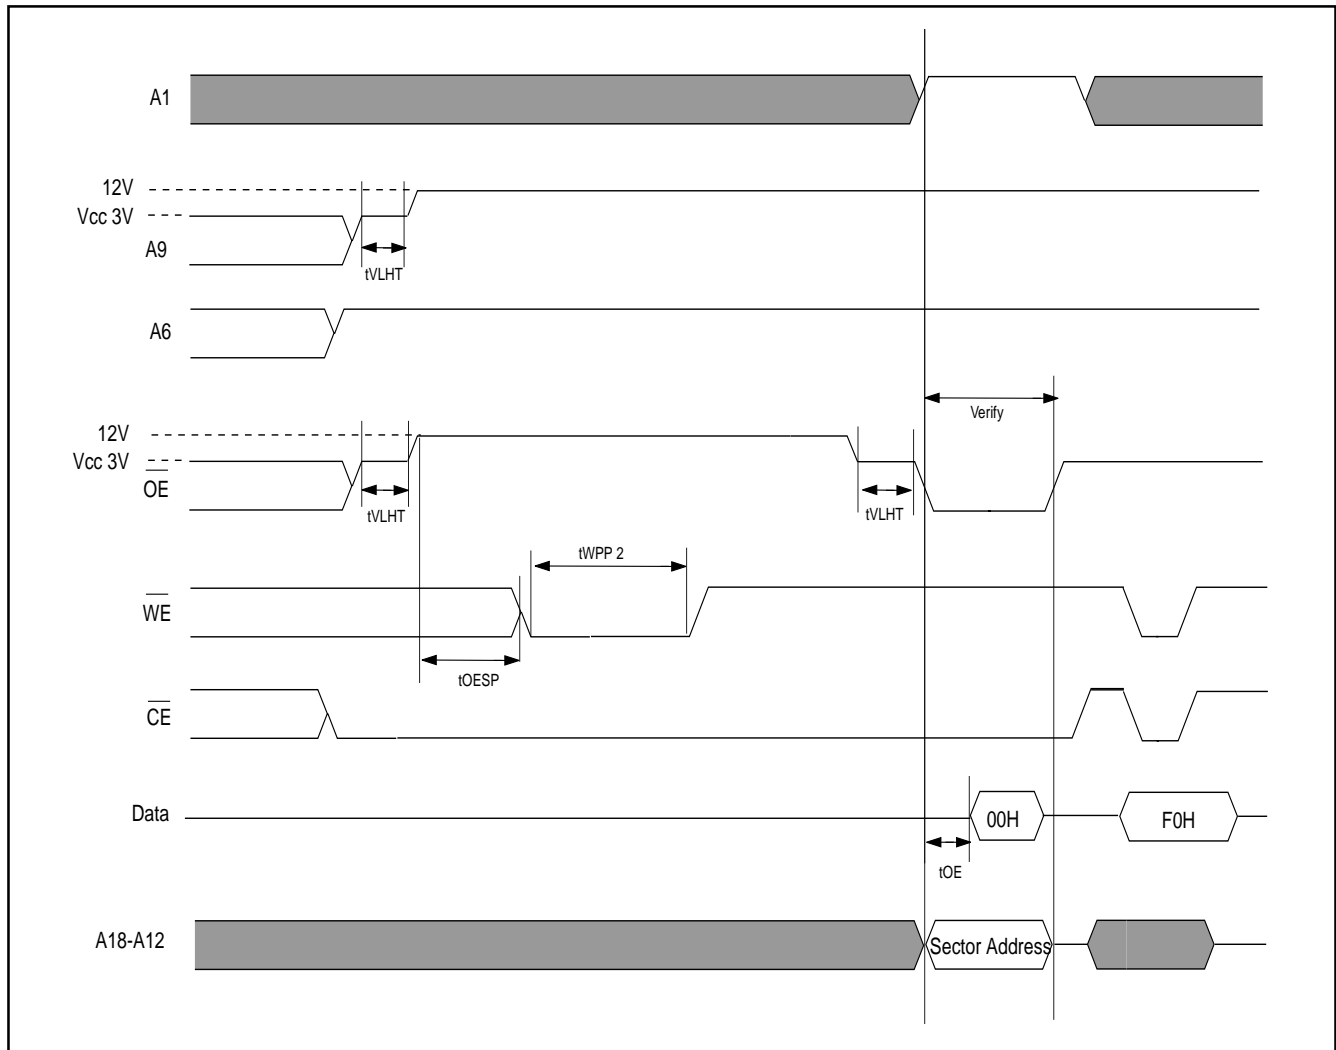 A1
12V
Vcc 3V
A9
tVLHT
A6
Verify
12V
Vcc 3V
OE
tVLHT
tVLHT
tWPP 2
WE
tOESP
CE
Data
00H
F0H
tOE
A18-A12
Sector Address